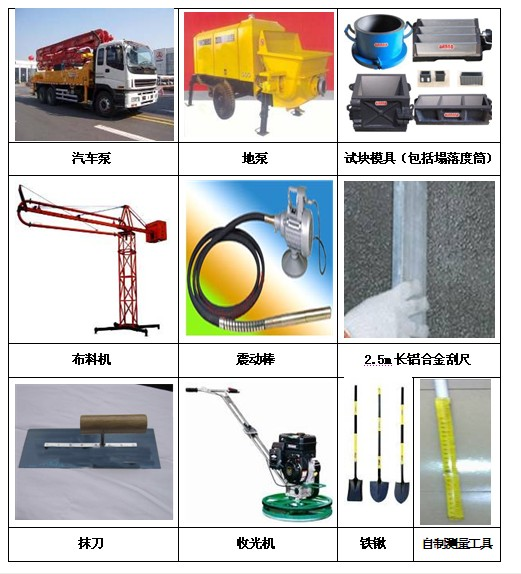 汽车泵
地泵
试块模具（包括塌落度筒）
布料机
震动棒
2.5m长铝合金刮尺
抹刀
收光机
铁锹
自制测量工具